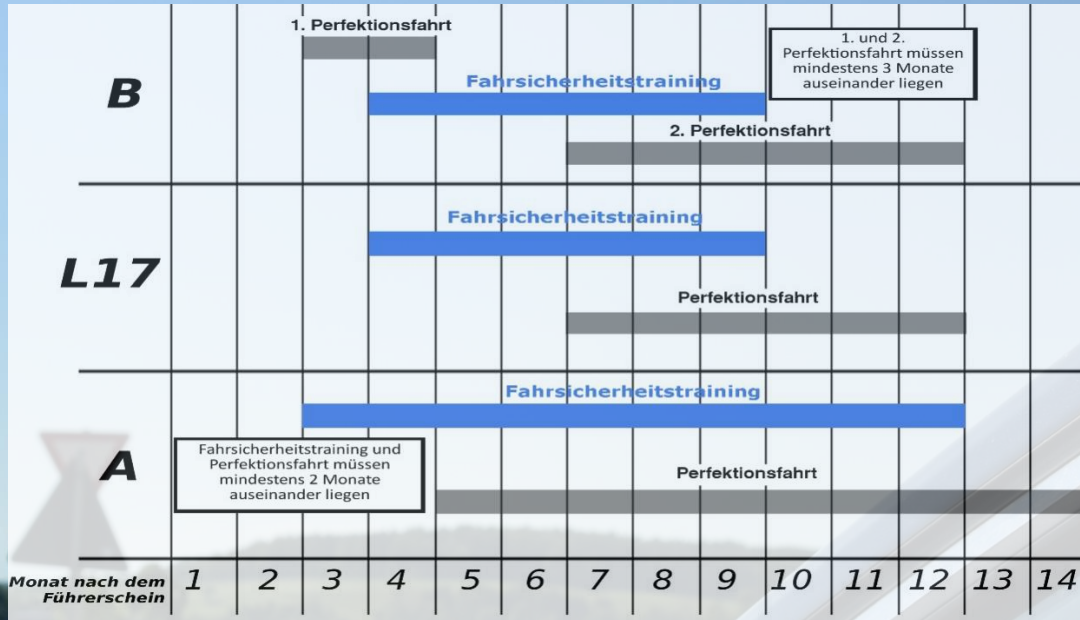 1. Perfektionsfahrt
1. und 2.
Perfektionsfahrt müssen
mindestens 3 Monate
auseinander liegen
B
Fahrsicherheitstraining
2. Perfektionsfahrt
Fahrsicherheitstraining
L17
Perfektionsfahrt
Fahrsicherheitstraining
Fahrsicherheitstraining und
Perfektionsfahrt müssen
mindestens 2 Monate
auseinander liegen
A
Perfektionsfahrt
Monat nach dem
Führerschein
1 2 3 4 5 6 7 8 9 10 11 12 13 14